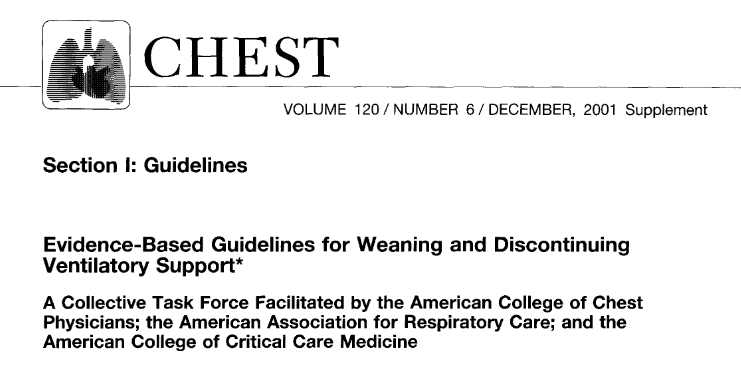 CHEST
VOLUME 120 / NUMBER 6 / DECEMBER, 2001 Supplement
Section I: Guidelines
Evidence-Based Guidelines for Weaning and Discontinuing
Ventilatory Support*
A Collective Task Force Facilitated by the American College of Chest
Physicians; the American Association for Respiratory Care; and the
American College of Critical Care Medicine